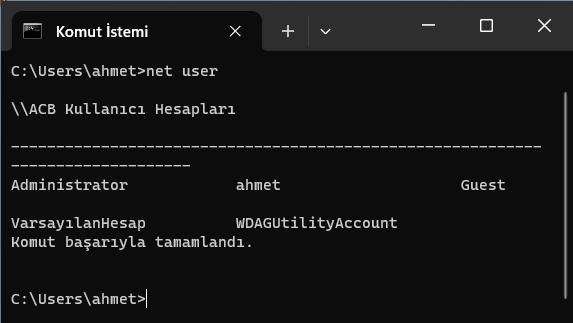 Komut İstemi
C:\Users\ahmet>net user
\\ACB Kullanıcı Hesapları
-----------------------------------------------------------
--------------------
Administrator            ahmet                    Guest
VarsayılanHesap          WDAGUtilityAccount
Komut başarıyla tamamlandı.
C:\Users\ahmet>